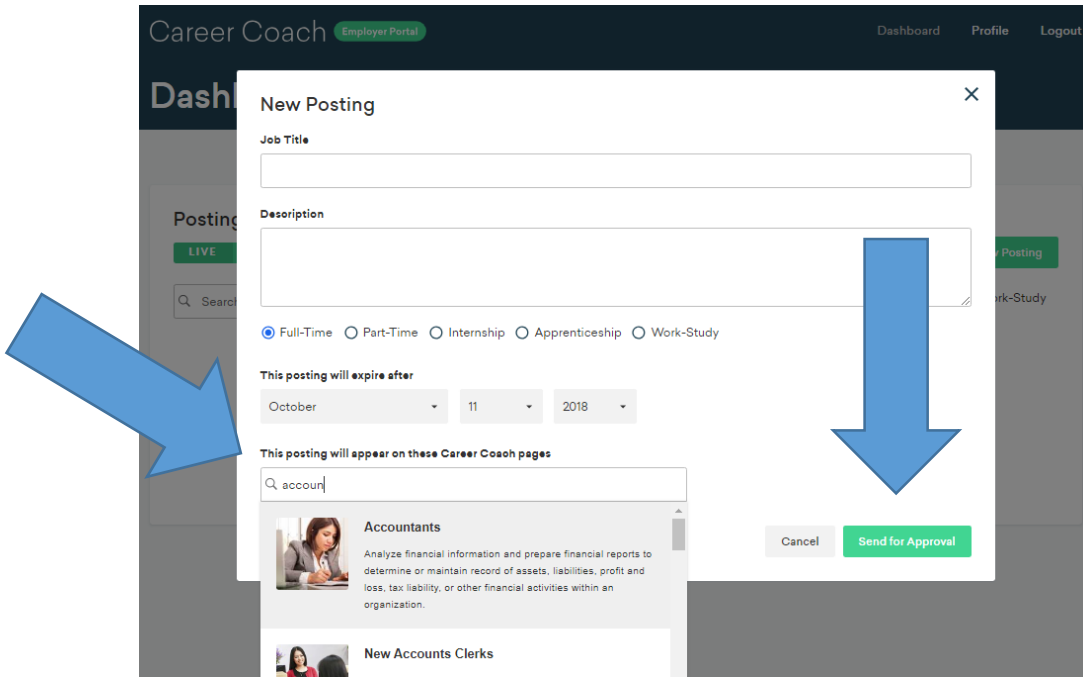 Career Coach Employer Portal
Dashboard Profile Logout
Dash
New Posting
Job Title
Posting
Description
LIVE
Posting
Search
rk-Study
Full-Time Part-Time Internship Apprenticeship Work-Study
This posting will expire after
October 11 2018
This posting will appear on these Career Coach pages
accoun
Accountants
Analyze financial information and prepare financial reports to
determine or maintain record of assets, liabilities, profit and
loss, tax liability, or other financial activities within an
organization.
Cancel Send for Approval
New Accounts Clerks